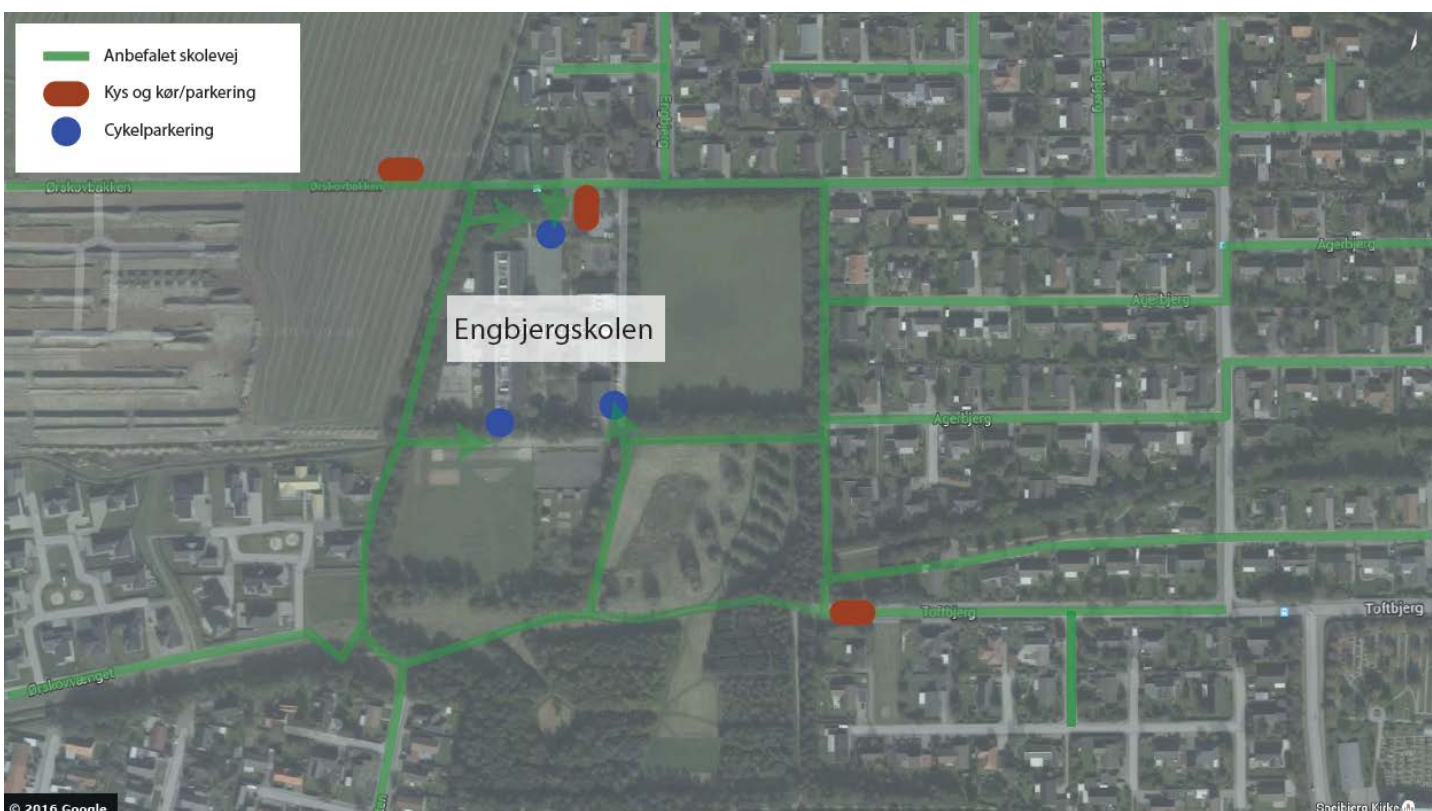 Anbefalet skolevej
Kys og kør/parkering
Cykelparkering
Engbjerg
Engbjerg
Ørskovbakken
Ørskovbakken
Agerbjerg
Agerbjerg
Engbjergskolen
Agerbjerg
Toftbjerg
Toftbjerg
Ørskovvænget
© 2016 Google
Snejbjerg Kirke